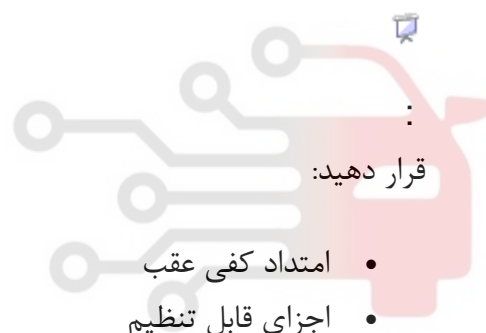 :
قرار دهید:
• امتداد کفی عقب
• اجزای قابل تنظیم